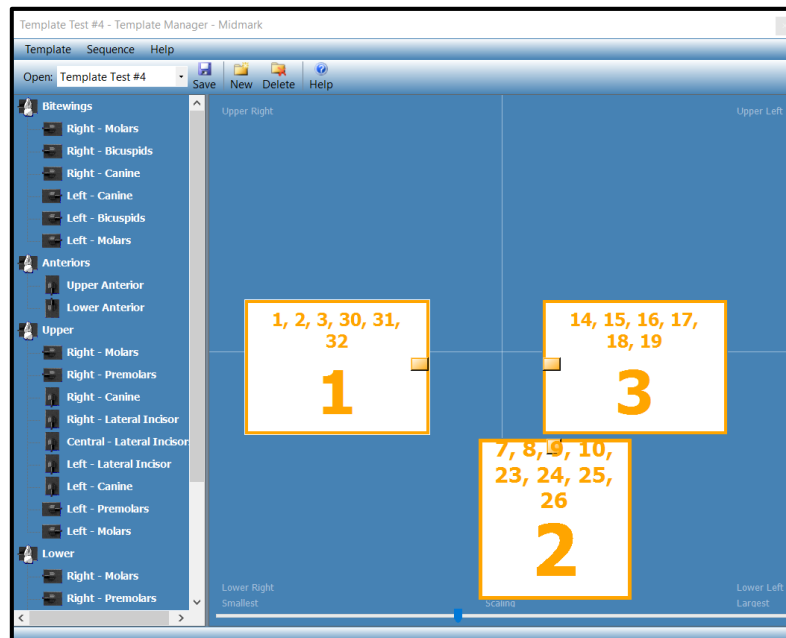 Template Test #4 - Template Manager - Midmark
Template Sequence Help
Open: Template Test #4 Save New Delete Help
Bitewings
Right - Molars
Right - Bicuspids
Right - Canine
Left - Canine
Left - Bicuspids
Left - Molars
Anteriors
Upper Anterior
Lower Anterior
Upper
Right - Molars
Right - Premolars
Right - Canine
Right - Lateral Incisor
Central - Lateral Incisor
Left - Lateral Incisor
Left - Canine
Left - Premolars
Left - Molars
Lower
Right - Molars
Right - Premolars
Upper Right
Upper Left
1, 2, 3, 30, 31,
32
1
14, 15, 16, 17,
18, 19
3
7, 8, 9, 10,
23, 24, 25,
26
2
Lower Right
Lower Left
Smallest
Scaling
Largest